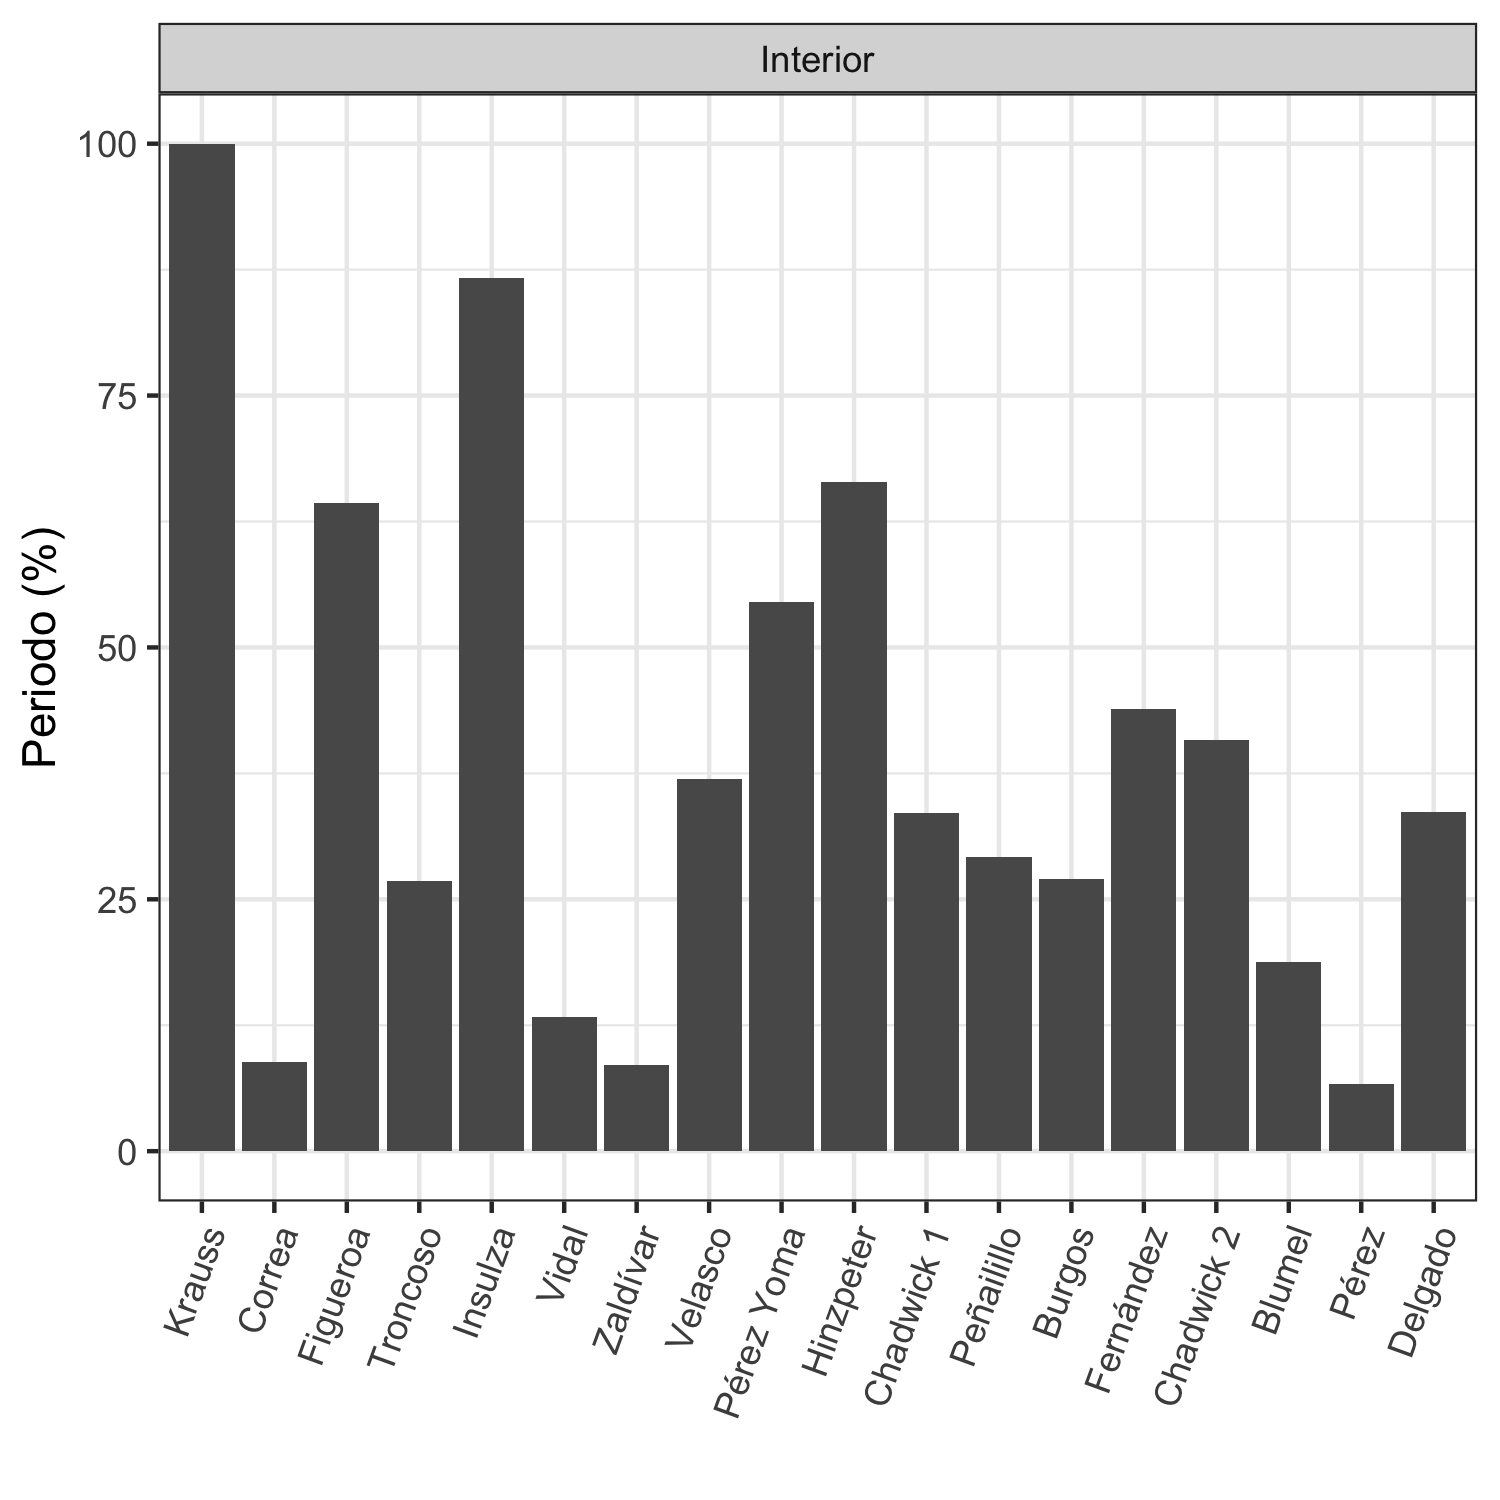 Interior
Periodo (%)
100
75
50
25
0
Krauss
Correa
Figueroa
Troncoso
Insulza
Vidal
Zaldívar
Velasco
Pérez Yoma
Hinzpeter
Chadwick 1
Peñailillo
Burgos
Fernández
Chadwick 2
Blumel
Pérez
Delgado